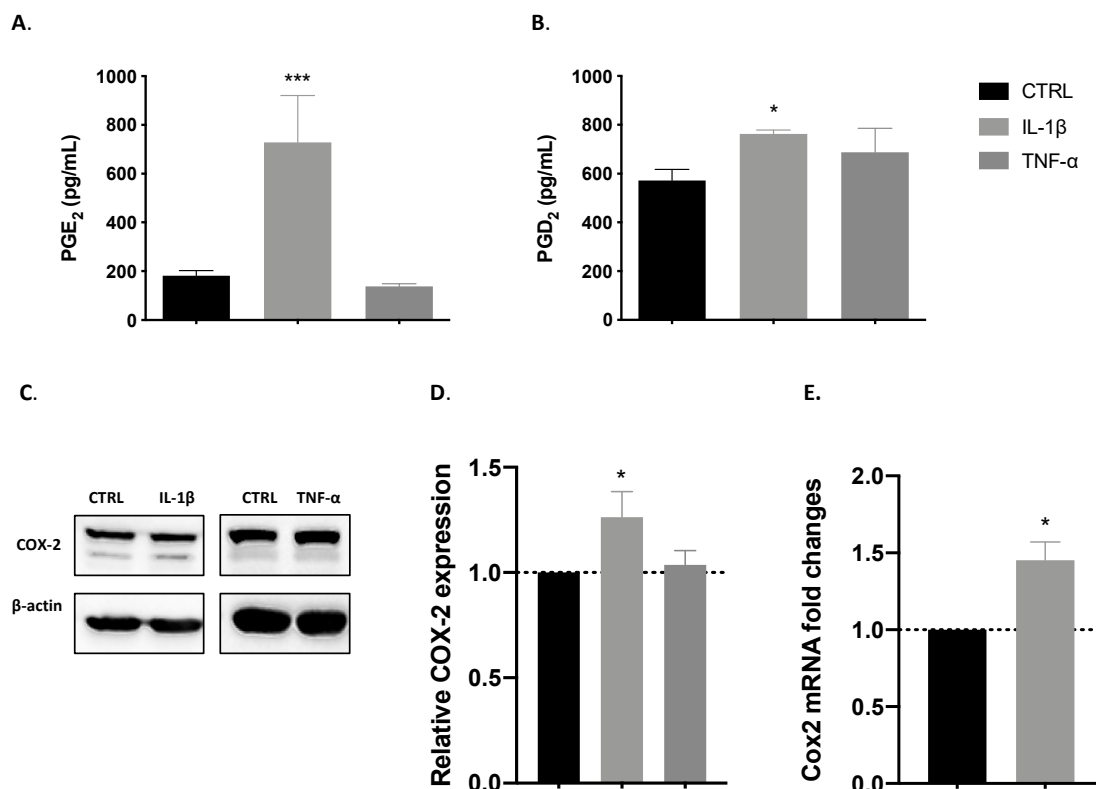 A.
PGE2 (pg/mL)
1000
800
600
400
200
0
***
B.
PGD2 (pg/mL)
1000
800
600
400
200
0
*
CTRL
IL-1β
TNF-α
C.
CTRL IL-1β CTRL TNF-α
COX-2
β-actin
D.
Relative COX-2 expression
1.5
1.0
0.5
0.0
*
E.
Cox2 mRNA fold changes
2.0
1.5
1.0
0.5
0.0
*